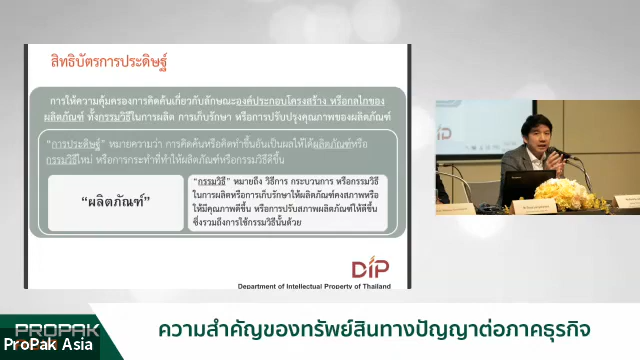 สิทธิบัตรการประดิษฐ์
การให้ความคุ้มครองการคิดค้นเกี่ยวกับลักษณะองค์ประกอบโครงสร้าง หรือกลไกของ
ผลิตภัณฑ์ ทั้งกรรมวิธีในการผลิต การเก็บรักษา หรือการปรับปรุงคุณภาพของผลิตภัณฑ์
“การประดิษฐ์” หมายความว่า การคิดค้นหรือคิดทำขึ้นอันเป็นผลให้ได้ผลิตภัณฑ์หรือ
กรรมวิธีใหม่ หรือการกระทำที่ทำให้ผลิตภัณฑ์หรือกรรมวิธีดีขึ้น
“ผลิตภัณฑ์”
“กรรมวิธี” หมายถึง วิธีการ กระบวนการ หรือกรรมวิธี
ในการผลิตหรือการเก็บรักษาให้ผลิตภัณฑ์คงสภาพหรือ
ให้มีคุณภาพดีขึ้น หรือการปรับสภาพผลิตภัณฑ์ให้ดีขึ้น
ซึ่งรวมถึงการใช้กรรมวิธีนั้นด้วย
DIP
Department of Intellectual Property of Thailand
PROPAK
ProPak Asia
ความสำคัญของทรัพย์สินทางปัญญาต่อภาคธุรกิจ